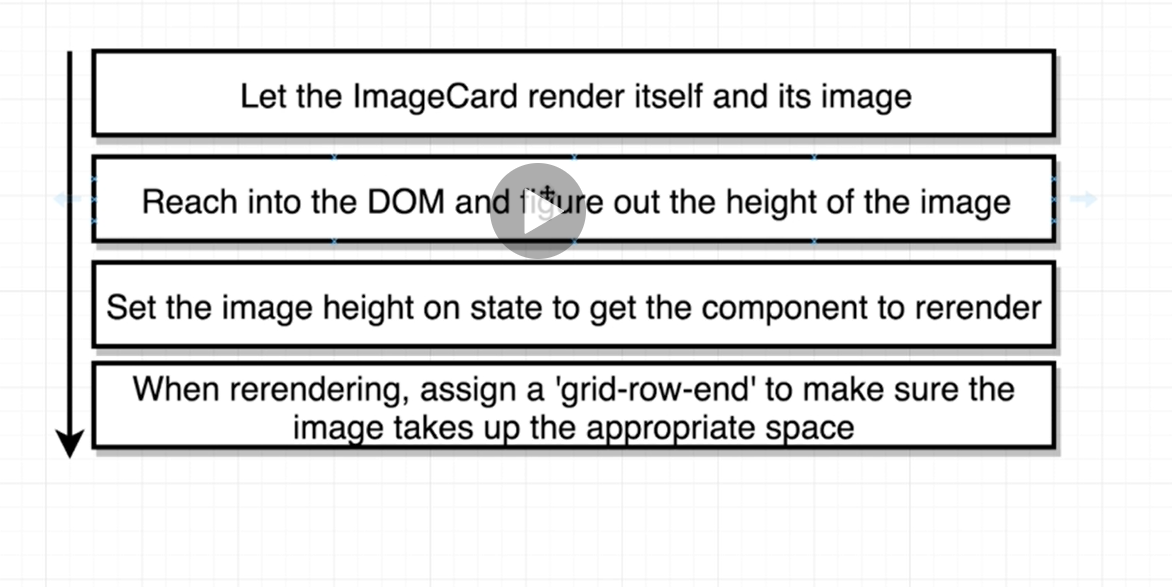 Let the ImageCard render itself and its image
Reach into the DOM and figure out the height of the image
Set the image height on state to get the component to rerender
When rerendering, assign a 'grid-row-end' to make sure the
image takes up the appropriate space